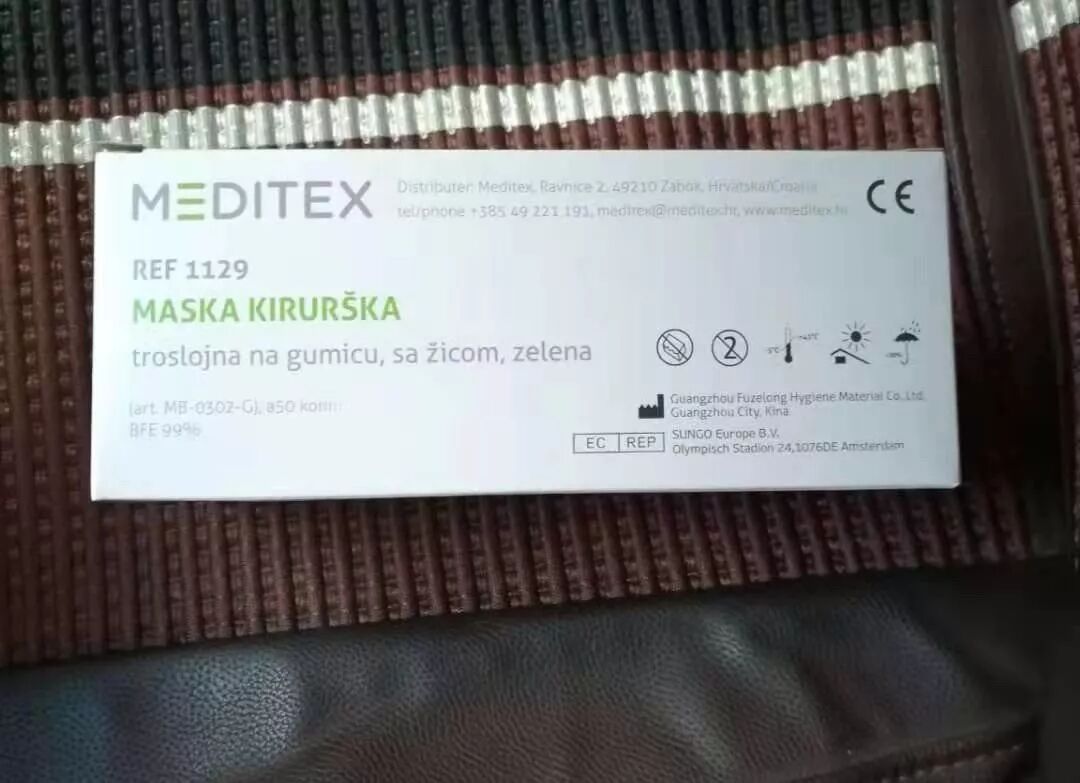 MEDITEX
Distributer: Meditex, Ravnice 2, 49210 Zabok, Hrvatska/Croatia
tel/phone +385 49 221 191, meditex@meditex.hr, www.meditex.hr
CE
REF 1129
MASKA KIRURŠKA
troslojna na gumicu, sa žicom, zelena
(art. MB-0302-G), a50 kom
BFE 99%
2
Guangzhou Fuzelong Hygiene Material Co. Ltd.
Guangzhou City, Kina
EC REP
SUNGO Europe B.V.
Olympisch Stadion 24,1076DE Amsterdam